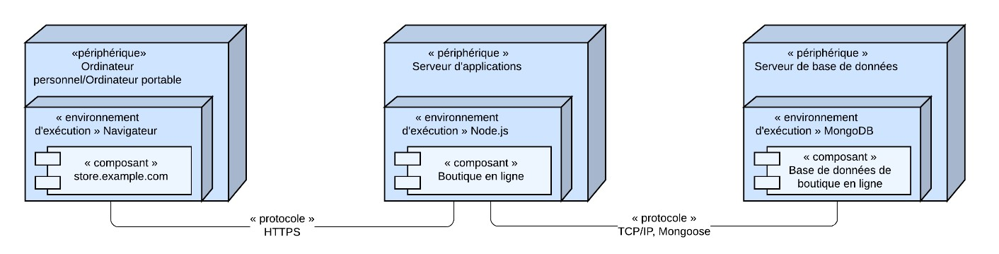 «périphérique»
Ordinateur
personnel/Ordinateur portable
« environnement
d'exécution » Navigateur
« composant »
store.example.com
« périphérique »
Serveur d'applications
« environnement
d'exécution » Node.js
« composant »
Boutique en ligne
« périphérique »
Serveur de base de données
« environnement
d'exécution » MongoDB
« composant »
Base de données de
boutique en ligne
« protocole »
HTTPS
« protocole »
TCP/IP, Mongoose